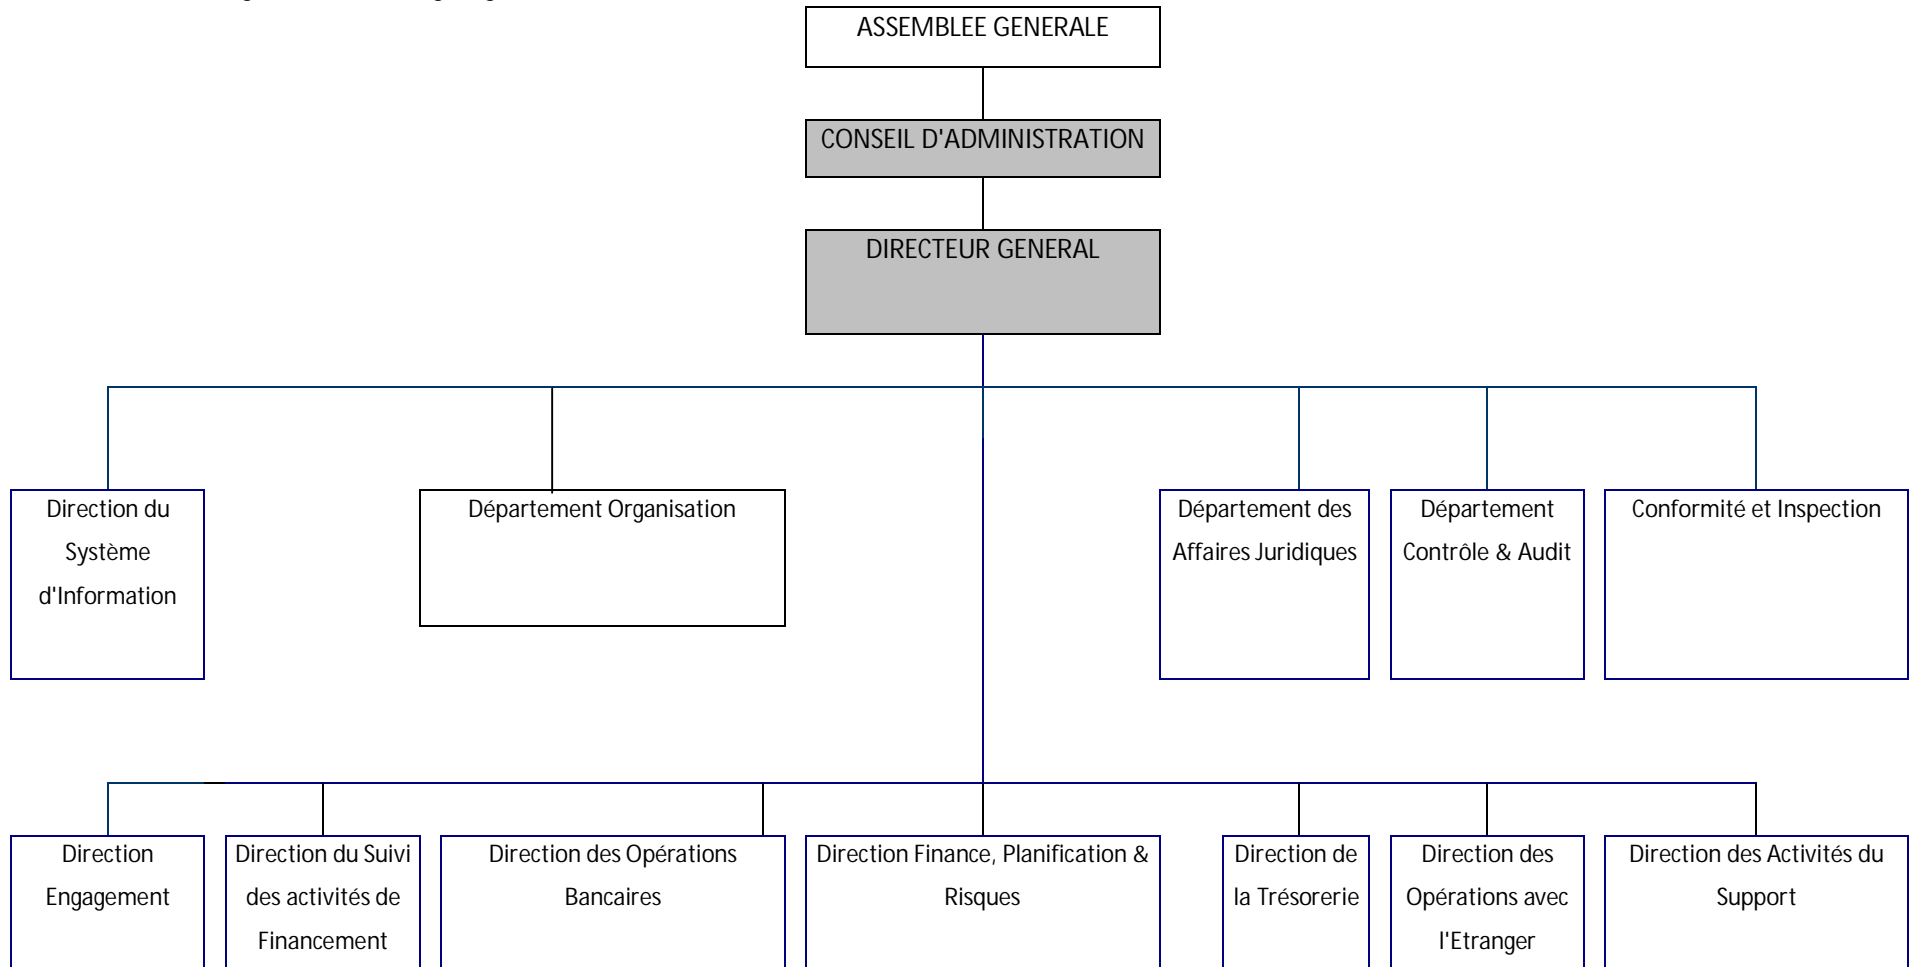 ASSEMBLEE GENERALE
CONSEIL D'ADMINISTRATION
DIRECTEUR GENERAL
Direction du
Système
d'Information
Département Organisation
Département des
Affaires Juridiques
Département
Contrôle & Audit
Conformité et Inspection
Direction
Engagement
Direction du Suivi
des activités de
Financement
Direction des Opérations
Bancaires
Direction Finance, Planification &
Risques
Direction de
la Trésorerie
Direction des
Opérations avec
l'Etranger
Direction des Activités du
Support